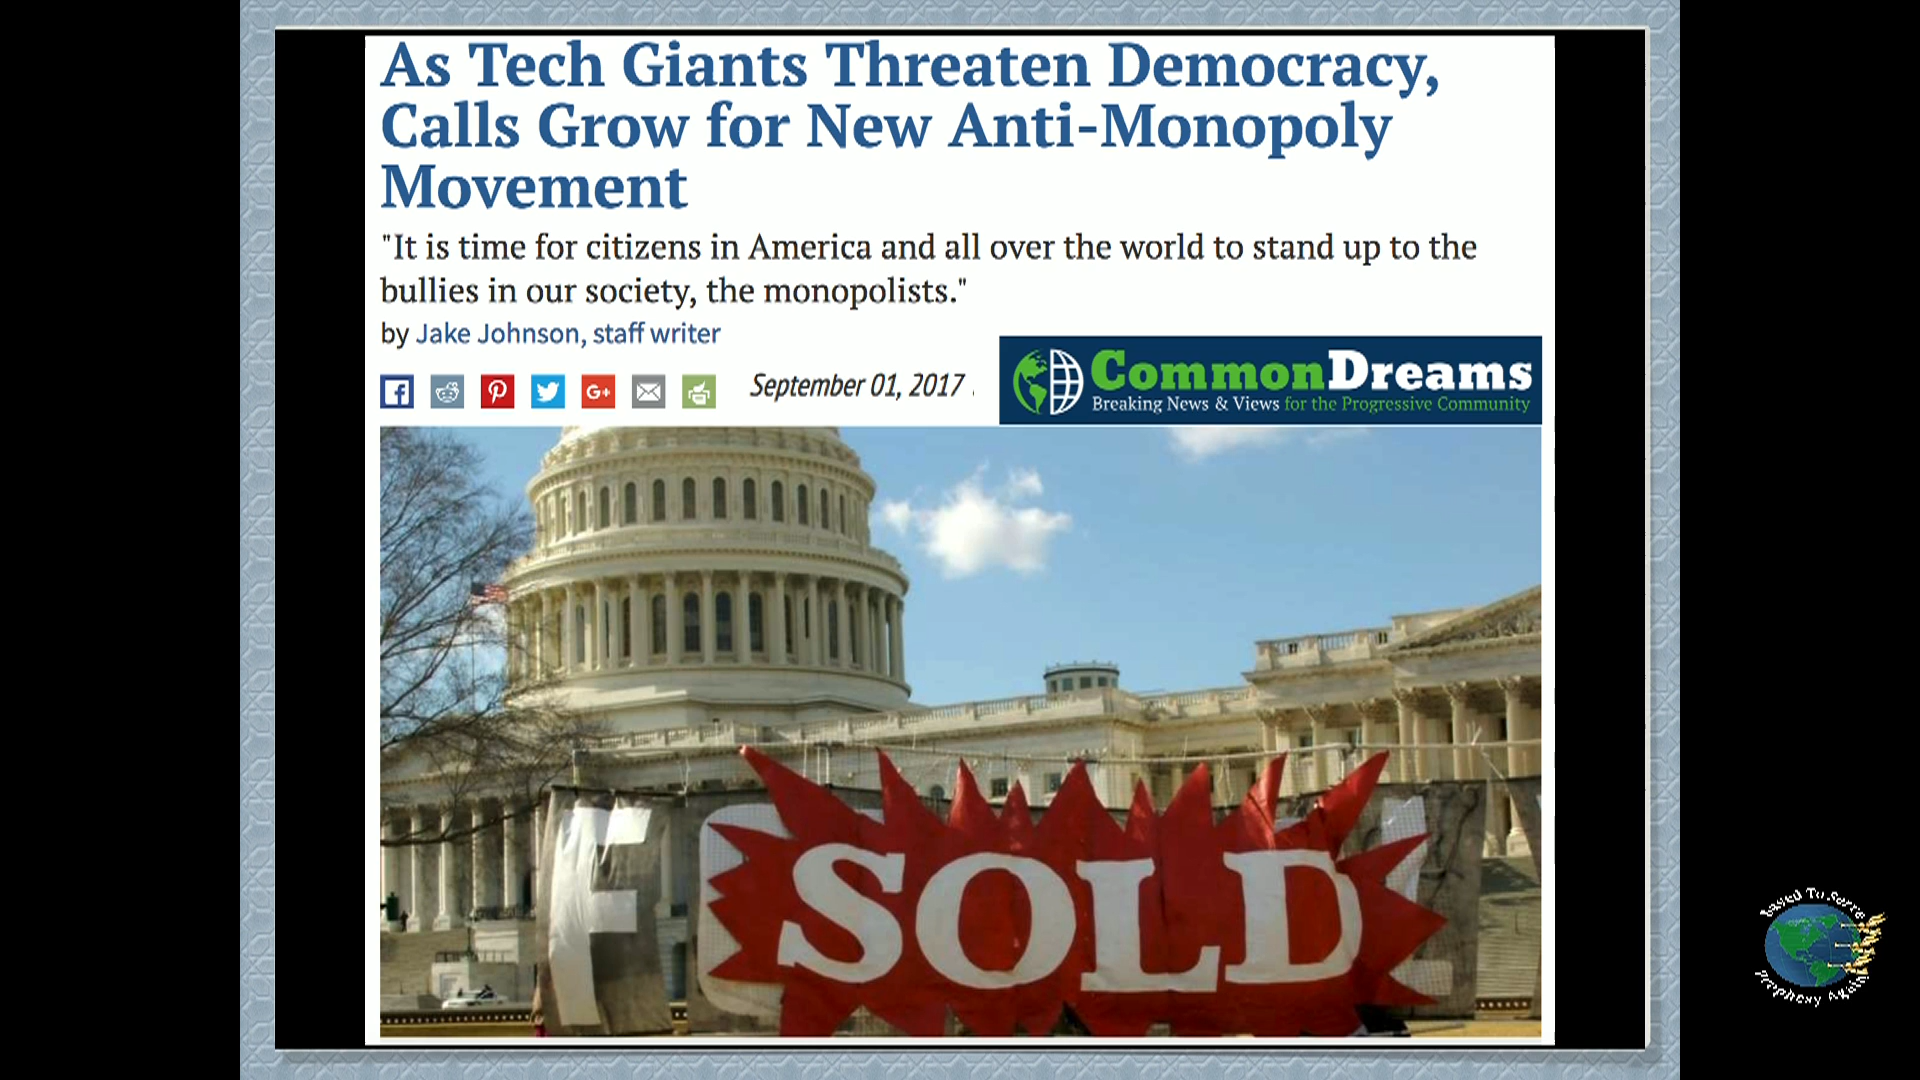 As Tech Giants Threaten Democracy,
Calls Grow for New Anti-Monopoly
Movement
"It is time for citizens in America and all over the world to stand up to the
bullies in our society, the monopolists."
by Jake Johnson, staff writer
G+
September 01, 2017
CommonDreams
Breaking News & Views for the Progressive Community
F
SOLD
Prophesy Again